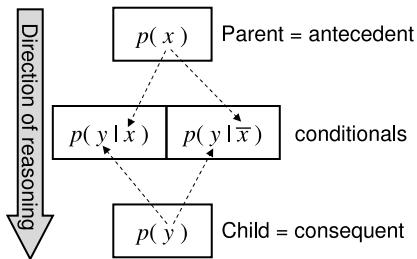 Direction of reasoning
p( x )
Parent = antecedent
p( y | x )
p( y | x̅ )
conditionals
p( y )
Child = consequent